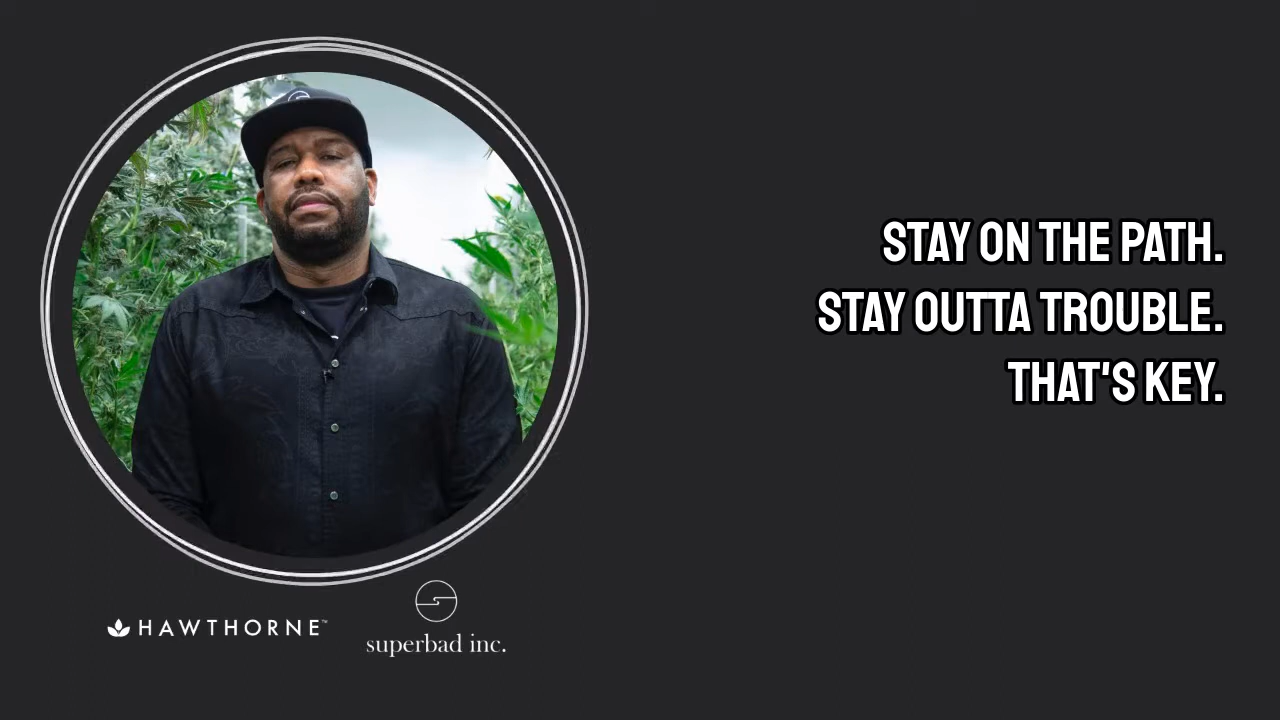 STAY ON THE PATH.
STAY OUTTA TROUBLE.
THAT'S KEY.
HAWTHORNE™
superbad inc.